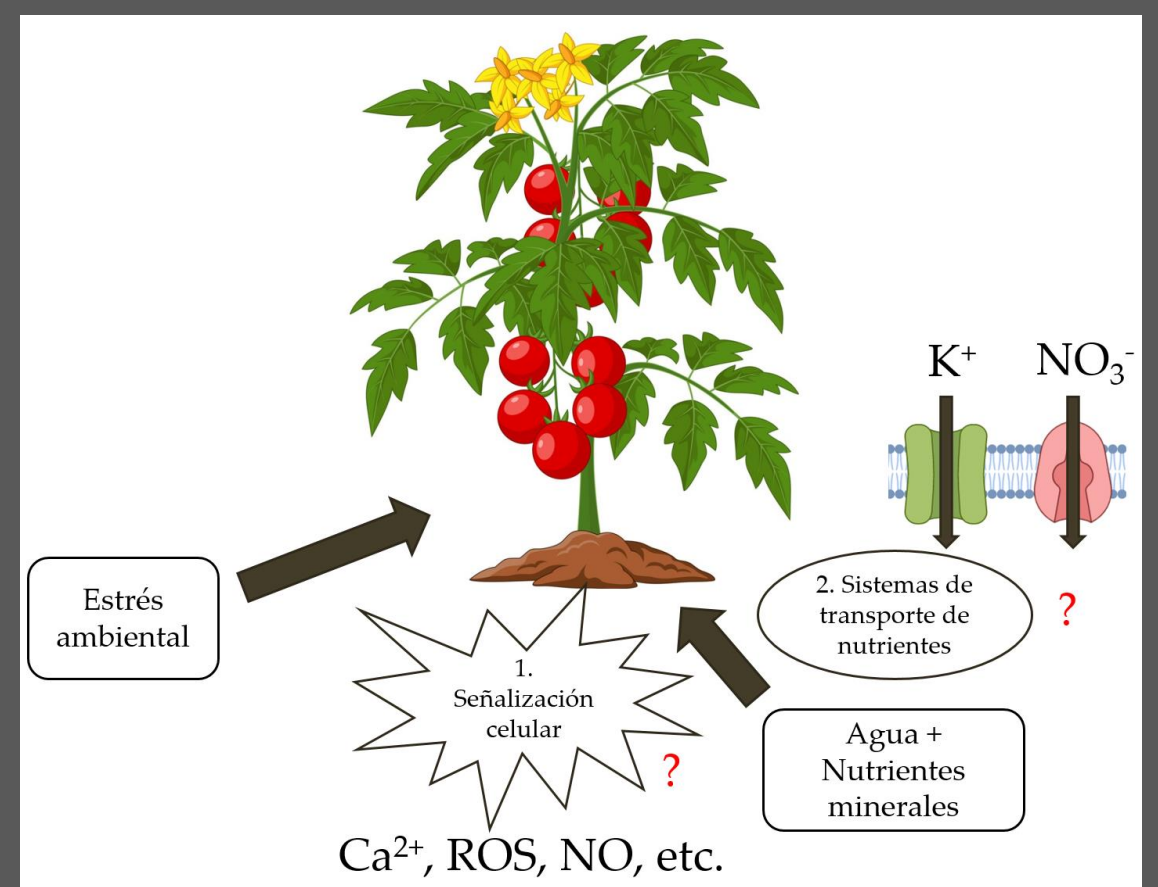 K⁺ NO₃⁻
Estrés
ambiental
1.
Señalización
celular
?
Ca²⁺, ROS, NO, etc.
2. Sistemas de
transporte de
nutrientes
?
Agua +
Nutrientes
minerales